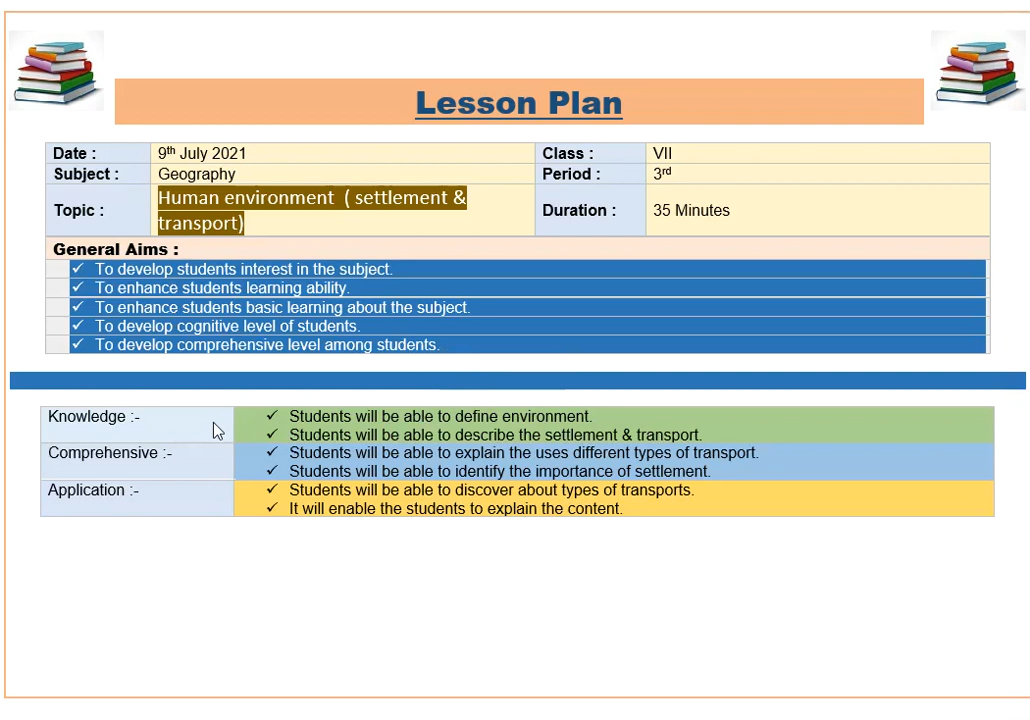 Lesson Plan
Date : 9th July 2021 Class : VII
Subject : Geography Period : 3rd
Topic : Human environment ( settlement & transport) Duration : 35 Minutes
General Aims :
✓ To develop students interest in the subject.
✓ To enhance students learning ability.
✓ To enhance students basic learning about the subject.
✓ To develop cognitive level of students.
✓ To develop comprehensive level among students.
Knowledge :- ✓ Students will be able to define environment.
✓ Students will be able to describe the settlement & transport.
Comprehensive :- ✓ Students will be able to explain the uses different types of transport.
✓ Students will be able to identify the importance of settlement.
Application :- ✓ Students will be able to discover about types of transports.
✓ It will enable the students to explain the content.